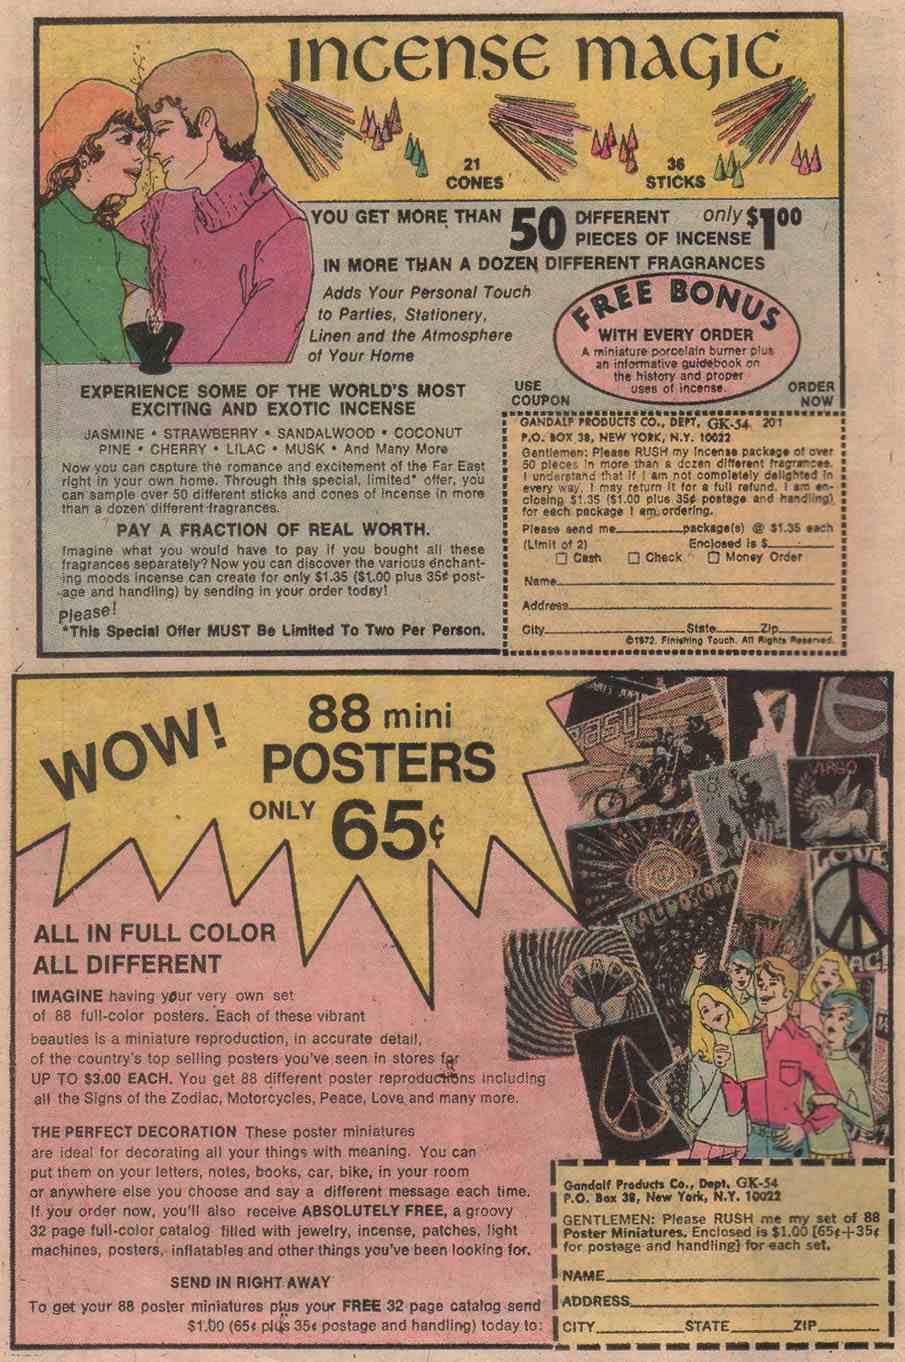 INCENSE MAGIC
21
CONES
36
STICKS
YOU GET MORE THAN 50 DIFFERENT PIECES OF INCENSE only $1.00
IN MORE THAN A DOZEN DIFFERENT FRAGRANCES
Adds Your Personal Touch
to Parties, Stationery,
Linen and the Atmosphere
of Your Home
FREE BONUS
WITH EVERY ORDER
A miniature porcelain burner plus
an informative guidebook on
the history and proper
uses of incense.
USE
COUPON
ORDER
NOW
EXPERIENCE SOME OF THE WORLD'S MOST
EXCITING AND EXOTIC INCENSE
JASMINE • STRAWBERRY • SANDALWOOD • COCONUT
PINE • CHERRY • LILAC • MUSK • And Many More
Now you can capture the romance and excitement of the Far East
right in your own home. Through this special, limited* offer, you
can sample over 50 different sticks and cones of incense in more
than a dozen different fragrances.
PAY A FRACTION OF REAL WORTH.
Imagine what you would have to pay if you bought all these
fragrances separately? Now you can discover the various enchant-
ing moods incense can create for only $1.35 ($1.00 plus 35¢ post-
age and handling) by sending in your order today!
Please!
*This Special Offer MUST Be Limited To Two Per Person.
GANDALF PRODUCTS CO., DEPT. GK-54 201
P.O. BOX 38, NEW YORK, N.Y. 10022
Gentlemen: Please RUSH my incense package of over
50 pieces in more than a dozen different fragrances.
I understand that if I am not completely delighted in
every way, I may return it for a full refund. I am en-
closing $1.35 ($1.00 plus 35¢ postage and handling)
for each package I am ordering.
Please send me package(s) @ $1.35 each
(Limit of 2) Enclosed is $
Cash Check Money Order
Name
Address
City State Zip
©1972. Finishing Touch. All Rights Reserved.
WOW!
88 mini
POSTERS
ONLY 65¢
VIRGO
LOVE
ALL IN FULL COLOR
ALL DIFFERENT
IMAGINE having your very own set
of 88 full-color posters. Each of these vibrant
beauties is a miniature reproduction, in accurate detail,
of the country's top selling posters you've seen in stores for
UP TO $3.00 EACH. You get 88 different poster reproductions including
all the Signs of the Zodiac, Motorcycles, Peace, Love and many more.
THE PERFECT DECORATION These poster miniatures
are ideal for decorating all your things with meaning. You can
put them on your letters, notes, books, car, bike, in your room
or anywhere else you choose and say a different message each time.
If you order now, you'll also receive ABSOLUTELY FREE, a groovy
32 page full-color catalog filled with jewelry, incense, patches, light
machines, posters, inflatables and other things you've been looking for.
SEND IN RIGHT AWAY
To get your 88 poster miniatures plus your FREE 32 page catalog send
$1.00 (65¢ plus 35¢ postage and handling) today to:
Gandalf Products Co., Dept. GK-54
P.O. Box 38, New York, N.Y. 10022
GENTLEMEN: Please RUSH me my set of 88
Poster Miniatures. Enclosed is $1.00 [65¢+35¢
for postage and handling] for each set.
NAME
ADDRESS
CITY STATE ZIP